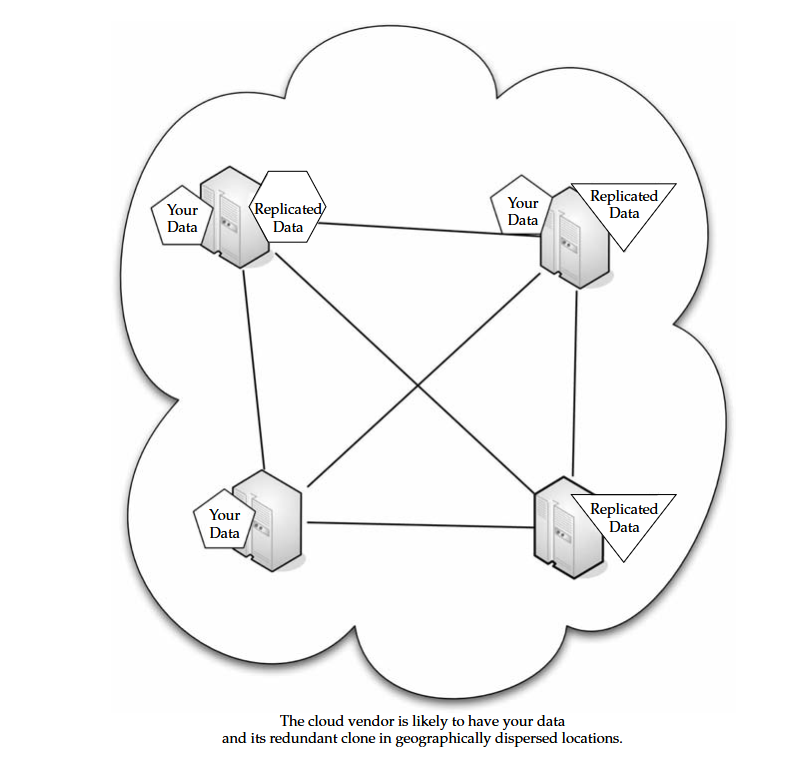 Your
Data
Replicated
Data
Your
Data
Replicated
Data
Your
Data
Replicated
Data
The cloud vendor is likely to have your data
and its redundant clone in geographically dispersed locations.